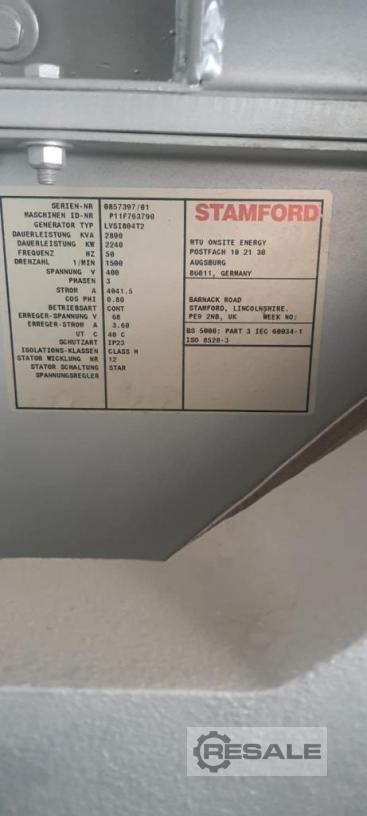 SERIEN-NR 0857397/01
MASCHINEN ID-NR P11F763790
GENERATOR TYP LVSI804T2
DAUERLEISTUNG KVA 2800
DAUERLEISTUNG KW 2240
FREQUENZ HZ 50
DREHZAHL 1/MIN 1500
SPANNUNG V 400
PHASEN 3
STROM A 4041.5
COS PHI 0.80
BETRIEBSART CONT
ERREGER-SPANNUNG V 68
ERREGER-STROM A 3.60
UT C 40 C
SCHUTZART IP23
ISOLATIONS-KLASSEN CLASS H
STATOR WICKLUNG NR 12
STATOR SCHALTUNG STAR
SPANNUNGSREGLER
STAMFORD
MTU ONSITE ENERGY
POSTFACH 10 21 30
AUGSBURG
86011, GERMANY
BARNACK ROAD
STAMFORD, LINCOLNSHIRE.
PE9 2NB, UK WEEK NO:
BS 5000: PART 3 IEC 60034-1
ISO 8528-3
RESALE